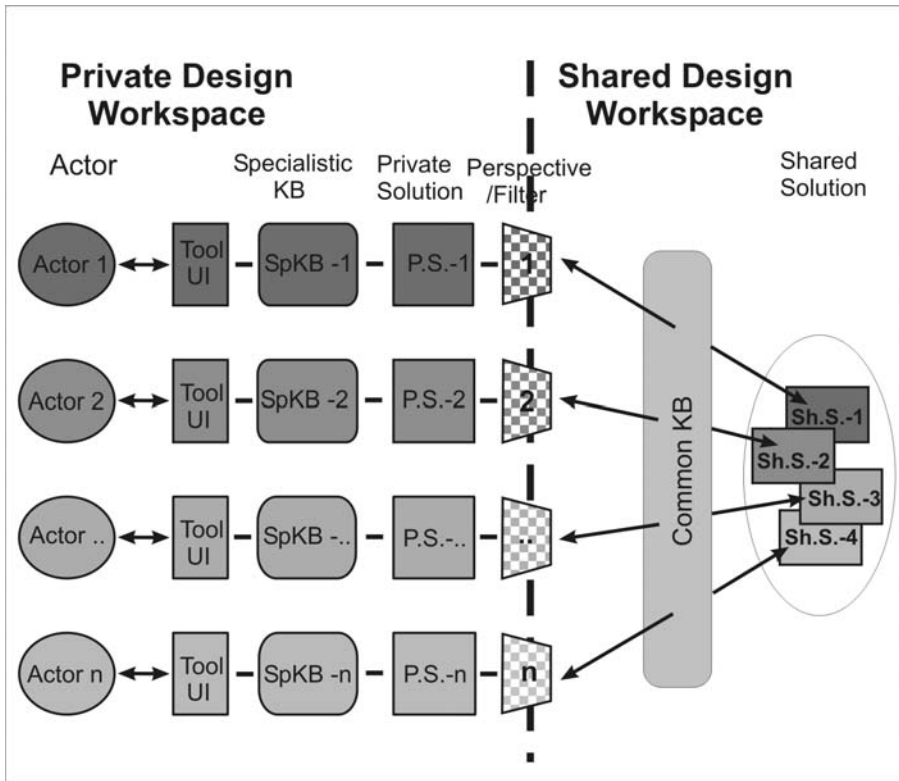 Private Design
Workspace
Shared Design
Workspace
Actor
Specialistic
KB
Private
Solution
Perspective
/Filter
Shared
Solution
Actor 1
Tool
UI
SpKB -1
P.S.-1
1
Actor 2
Tool
UI
SpKB -2
P.S.-2
2
Actor ..
Tool
UI
SpKB -..
P.S.-..
..
Actor n
Tool
UI
SpKB -n
P.S.-n
n
Common KB
Sh.S.-1
Sh.S.-2
Sh.S.-3
Sh.S.-4